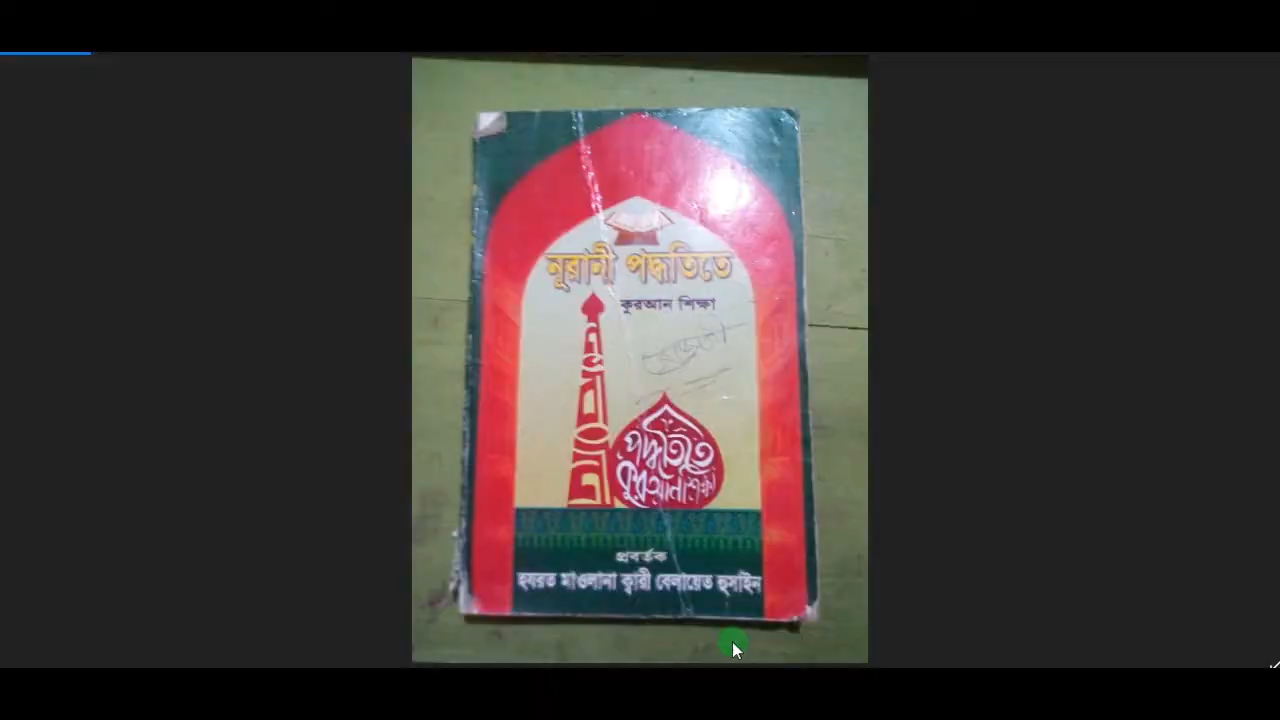 নূরানী পদ্ধতিতে
কুরআন শিক্ষা
নূরানী
পদ্ধতিতে
কুরআন শিক্ষা
প্রবর্তক
হযরত মাওলানা ক্বারী বেলায়েত হুসাইন